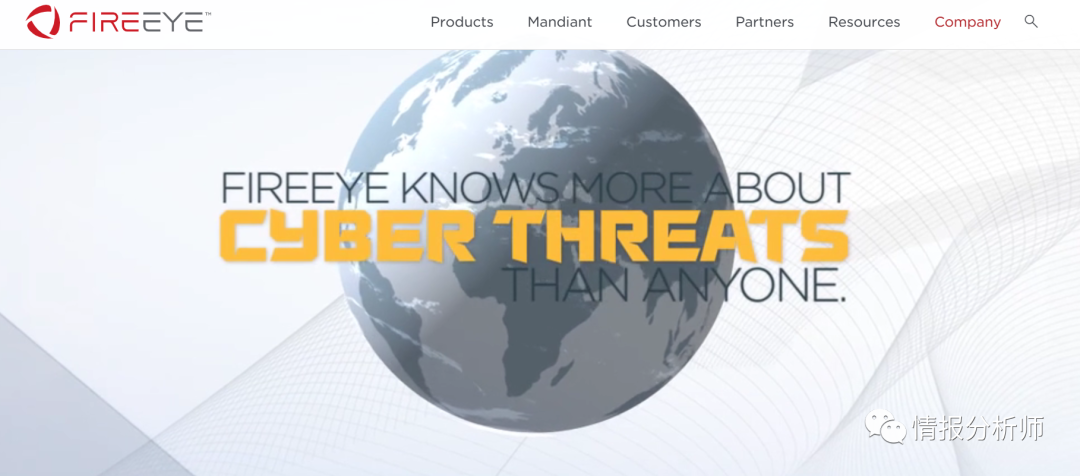 FIREEYE™
Products Mandiant Customers Partners Resources Company
FIREEYE KNOWS MORE ABOUT
CYBER THREATS
THAN ANYONE.
情报分析师